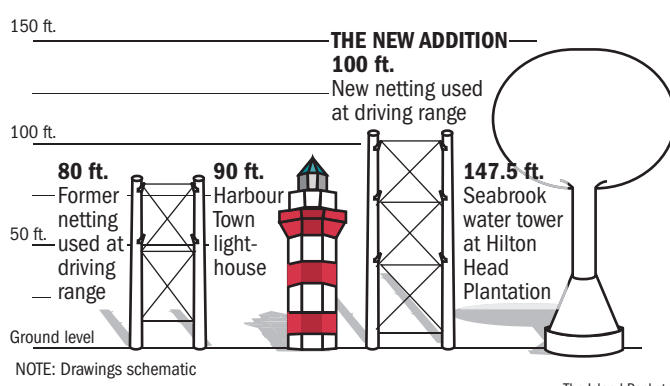 150 ft.
THE NEW ADDITION
100 ft.
New netting used
at driving range
100 ft.
80 ft.
Former
netting
used at
driving
range
90 ft.
Harbour
Town
light-
house
147.5 ft.
Seabrook
water tower
at Hilton
Head
Plantation
50 ft.
Ground level
NOTE: Drawings schematic